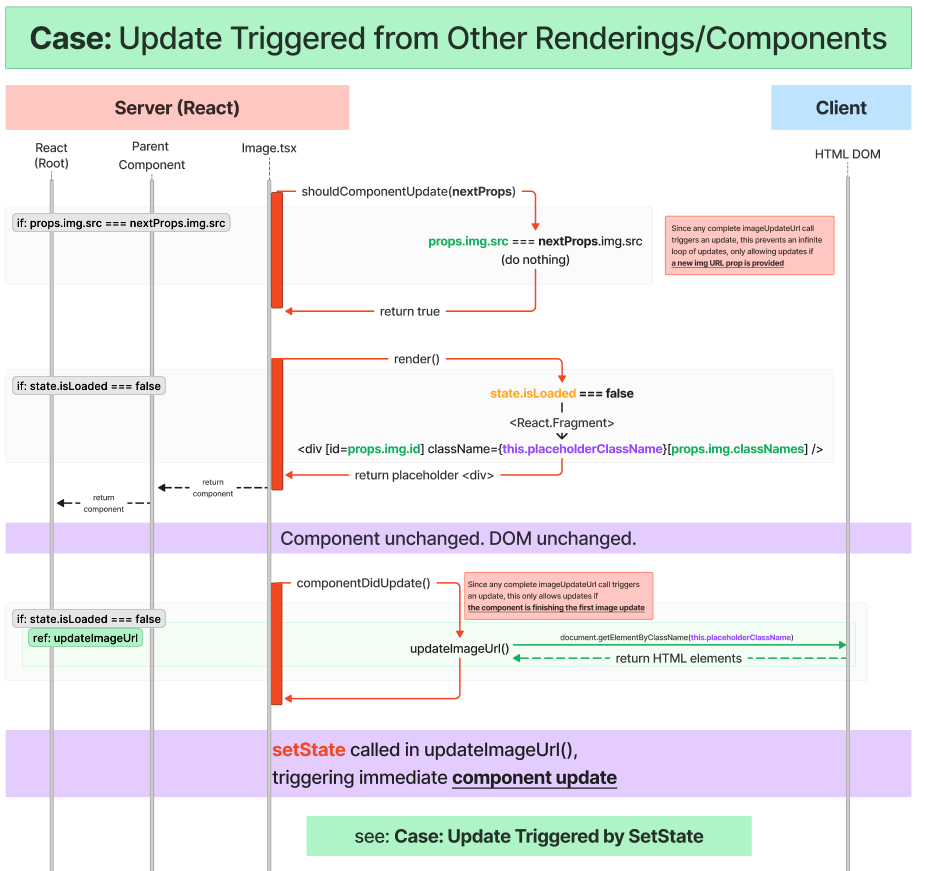 Case: Update Triggered from Other Renderings/Components
Server (React)
Client
React
(Root)
Parent
Component
Image.tsx
HTML DOM
shouldComponentUpdate(nextProps)
if: props.img.src === nextProps.img.src
props.img.src === nextProps.img.src
(do nothing)
Since any complete imageUpdateUrl call
triggers an update, this prevents an infinite
loop of updates, only allowing updates if
a new img URL prop is provided
return true
render()
if: state.isLoaded === false
state.isLoaded === false
<React.Fragment>
<div [id=props.img.id] className={this.placeholderClassName}[props.img.classNames] />
return placeholder <div>
return
component
return
component
Component unchanged. DOM unchanged.
componentDidUpdate()
Since any complete imageUpdateUrl call triggers
an update, this only allows updates if
the component is finishing the first image update
if: state.isLoaded === false
ref: updateImageUrl
updateImageUrl()
document.getElementByClassName(this.placeholderClassName)
return HTML elements
setState called in updateImageUrl(),
triggering immediate component update
see: Case: Update Triggered by SetState